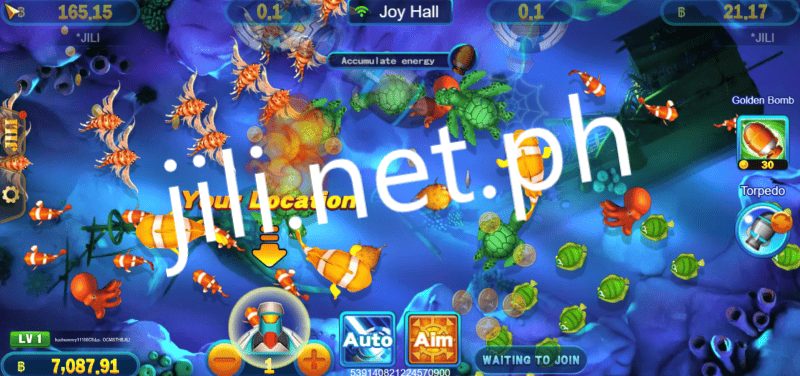 ฿ 165.15
0.1
Joy Hall
0.1
฿ 21.17
*JILI
*JILI
Accumulate energy
Golden Bomb
30
JILI
jili.net.ph
Your Location
Torpedo
LV 1
฿ 7,087.91
1
Auto
Aim
WAITING TO JOIN
539140821224570900